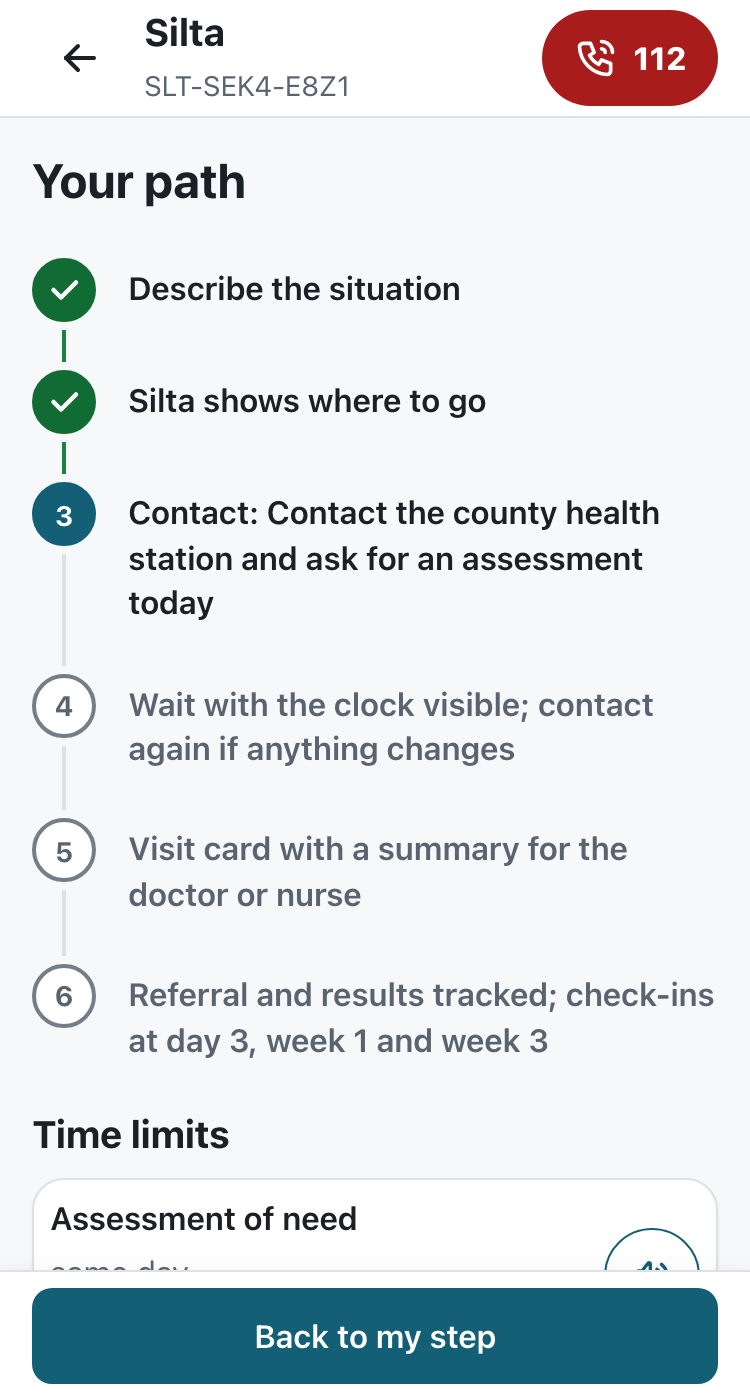 Silta
SLT-SEK4-E8Z1
112
Your path
Describe the situation
Silta shows where to go
3
Contact: Contact the county health
station and ask for an assessment
today
4
Wait with the clock visible; contact
again if anything changes
5
Visit card with a summary for the
doctor or nurse
6
Referral and results tracked; check-ins
at day 3, week 1 and week 3
Time limits
Assessment of need
same day
Back to my step